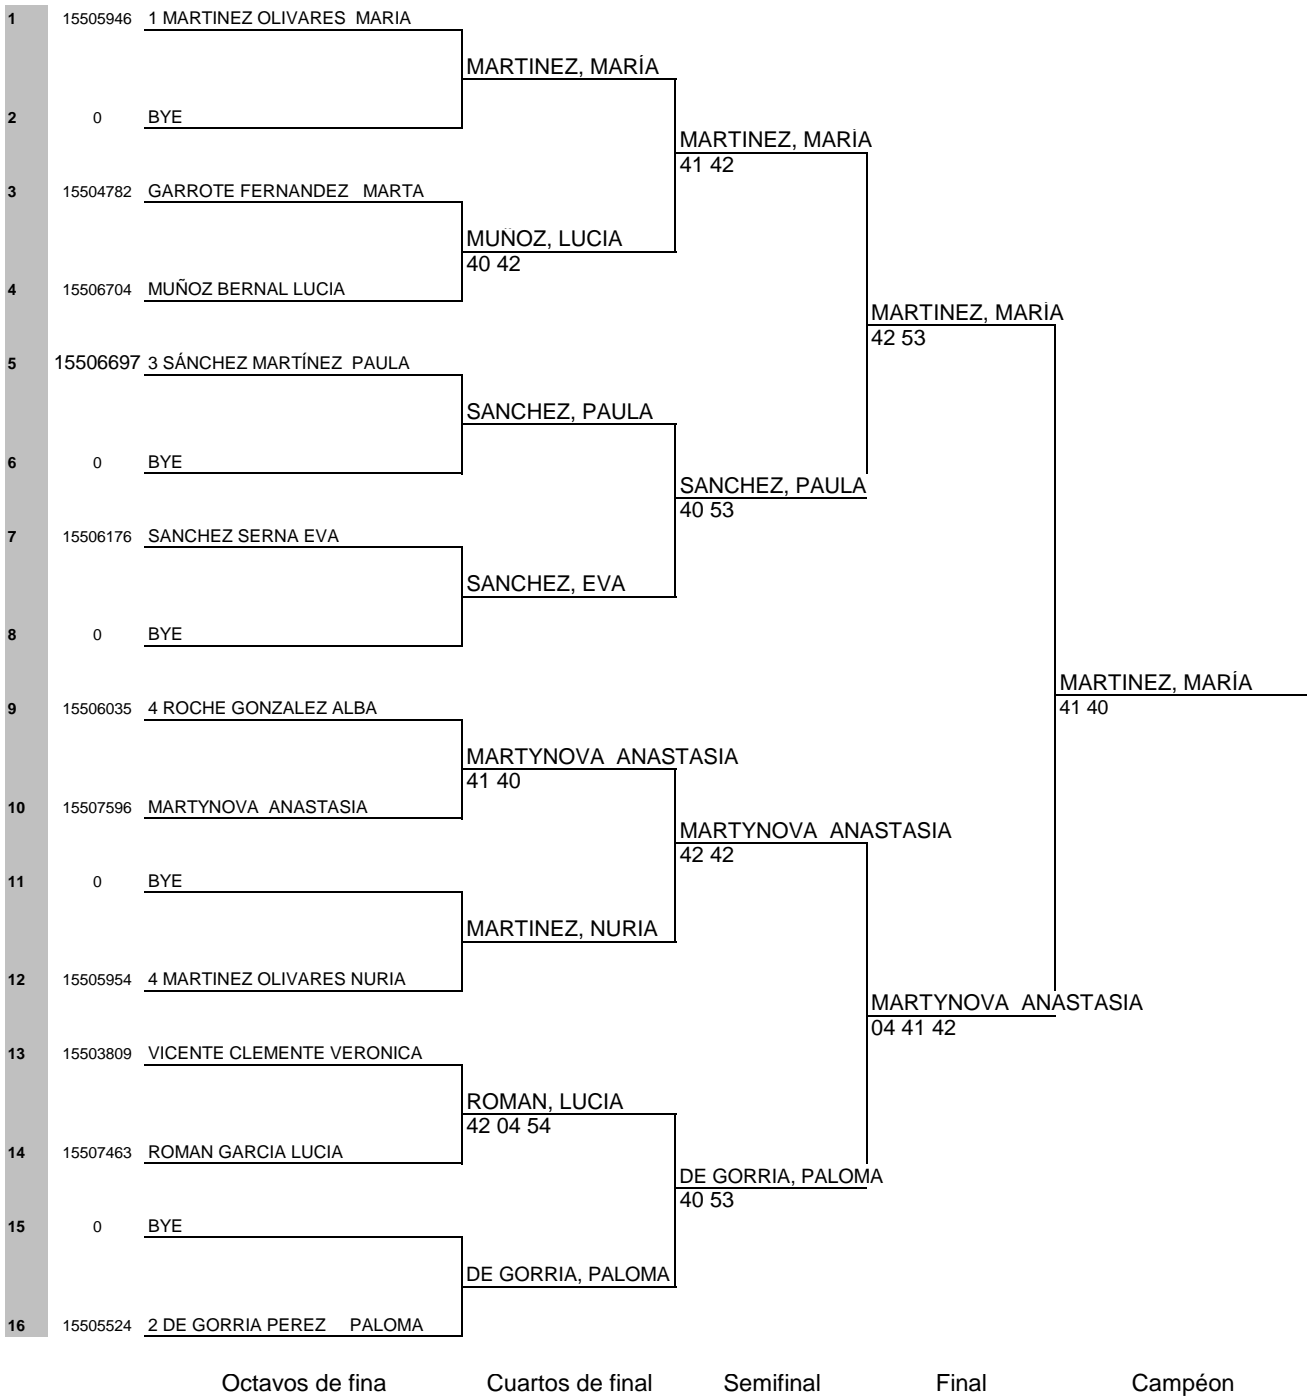 1 15505946 1 MARTINEZ OLIVARES MARIA
MARTINEZ, MARÍA
2 0 BYE
MARTINEZ, MARÍA
41 42
3 15504782 GARROTE FERNANDEZ MARTA
MUÑOZ, LUCIA
40 42
4 15506704 MUÑOZ BERNAL LUCIA
MARTINEZ, MARÍA
42 53
5 15506697 3 SÁNCHEZ MARTÍNEZ PAULA
SANCHEZ, PAULA
6 0 BYE
SANCHEZ, PAULA
40 53
7 15506176 SANCHEZ SERNA EVA
SANCHEZ, EVA
8 0 BYE
MARTINEZ, MARÍA
41 40
9 15506035 4 ROCHE GONZALEZ ALBA
MARTYNOVA ANASTASIA
41 40
10 15507596 MARTYNOVA ANASTASIA
MARTYNOVA ANASTASIA
42 42
11 0 BYE
MARTINEZ, NURIA
12 15505954 4 MARTINEZ OLIVARES NURIA
MARTYNOVA ANASTASIA
04 41 42
13 15503809 VICENTE CLEMENTE VERONICA
ROMAN, LUCIA
42 04 54
14 15507463 ROMAN GARCIA LUCIA
DE GORRIA, PALOMA
40 53
15 0 BYE
DE GORRIA, PALOMA
16 15505524 2 DE GORRIA PEREZ PALOMA
Octavos de fina Cuartos de final Semifinal Final Campéon